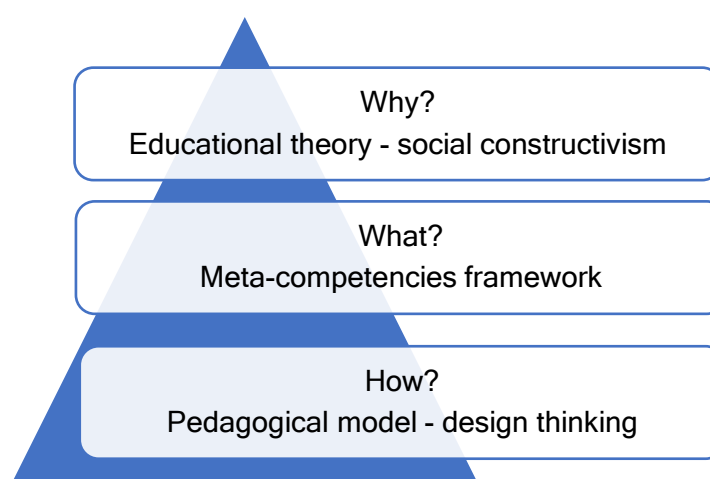 Why?
Educational theory - social constructivism
What?
Meta-competencies framework
How?
Pedagogical model - design thinking